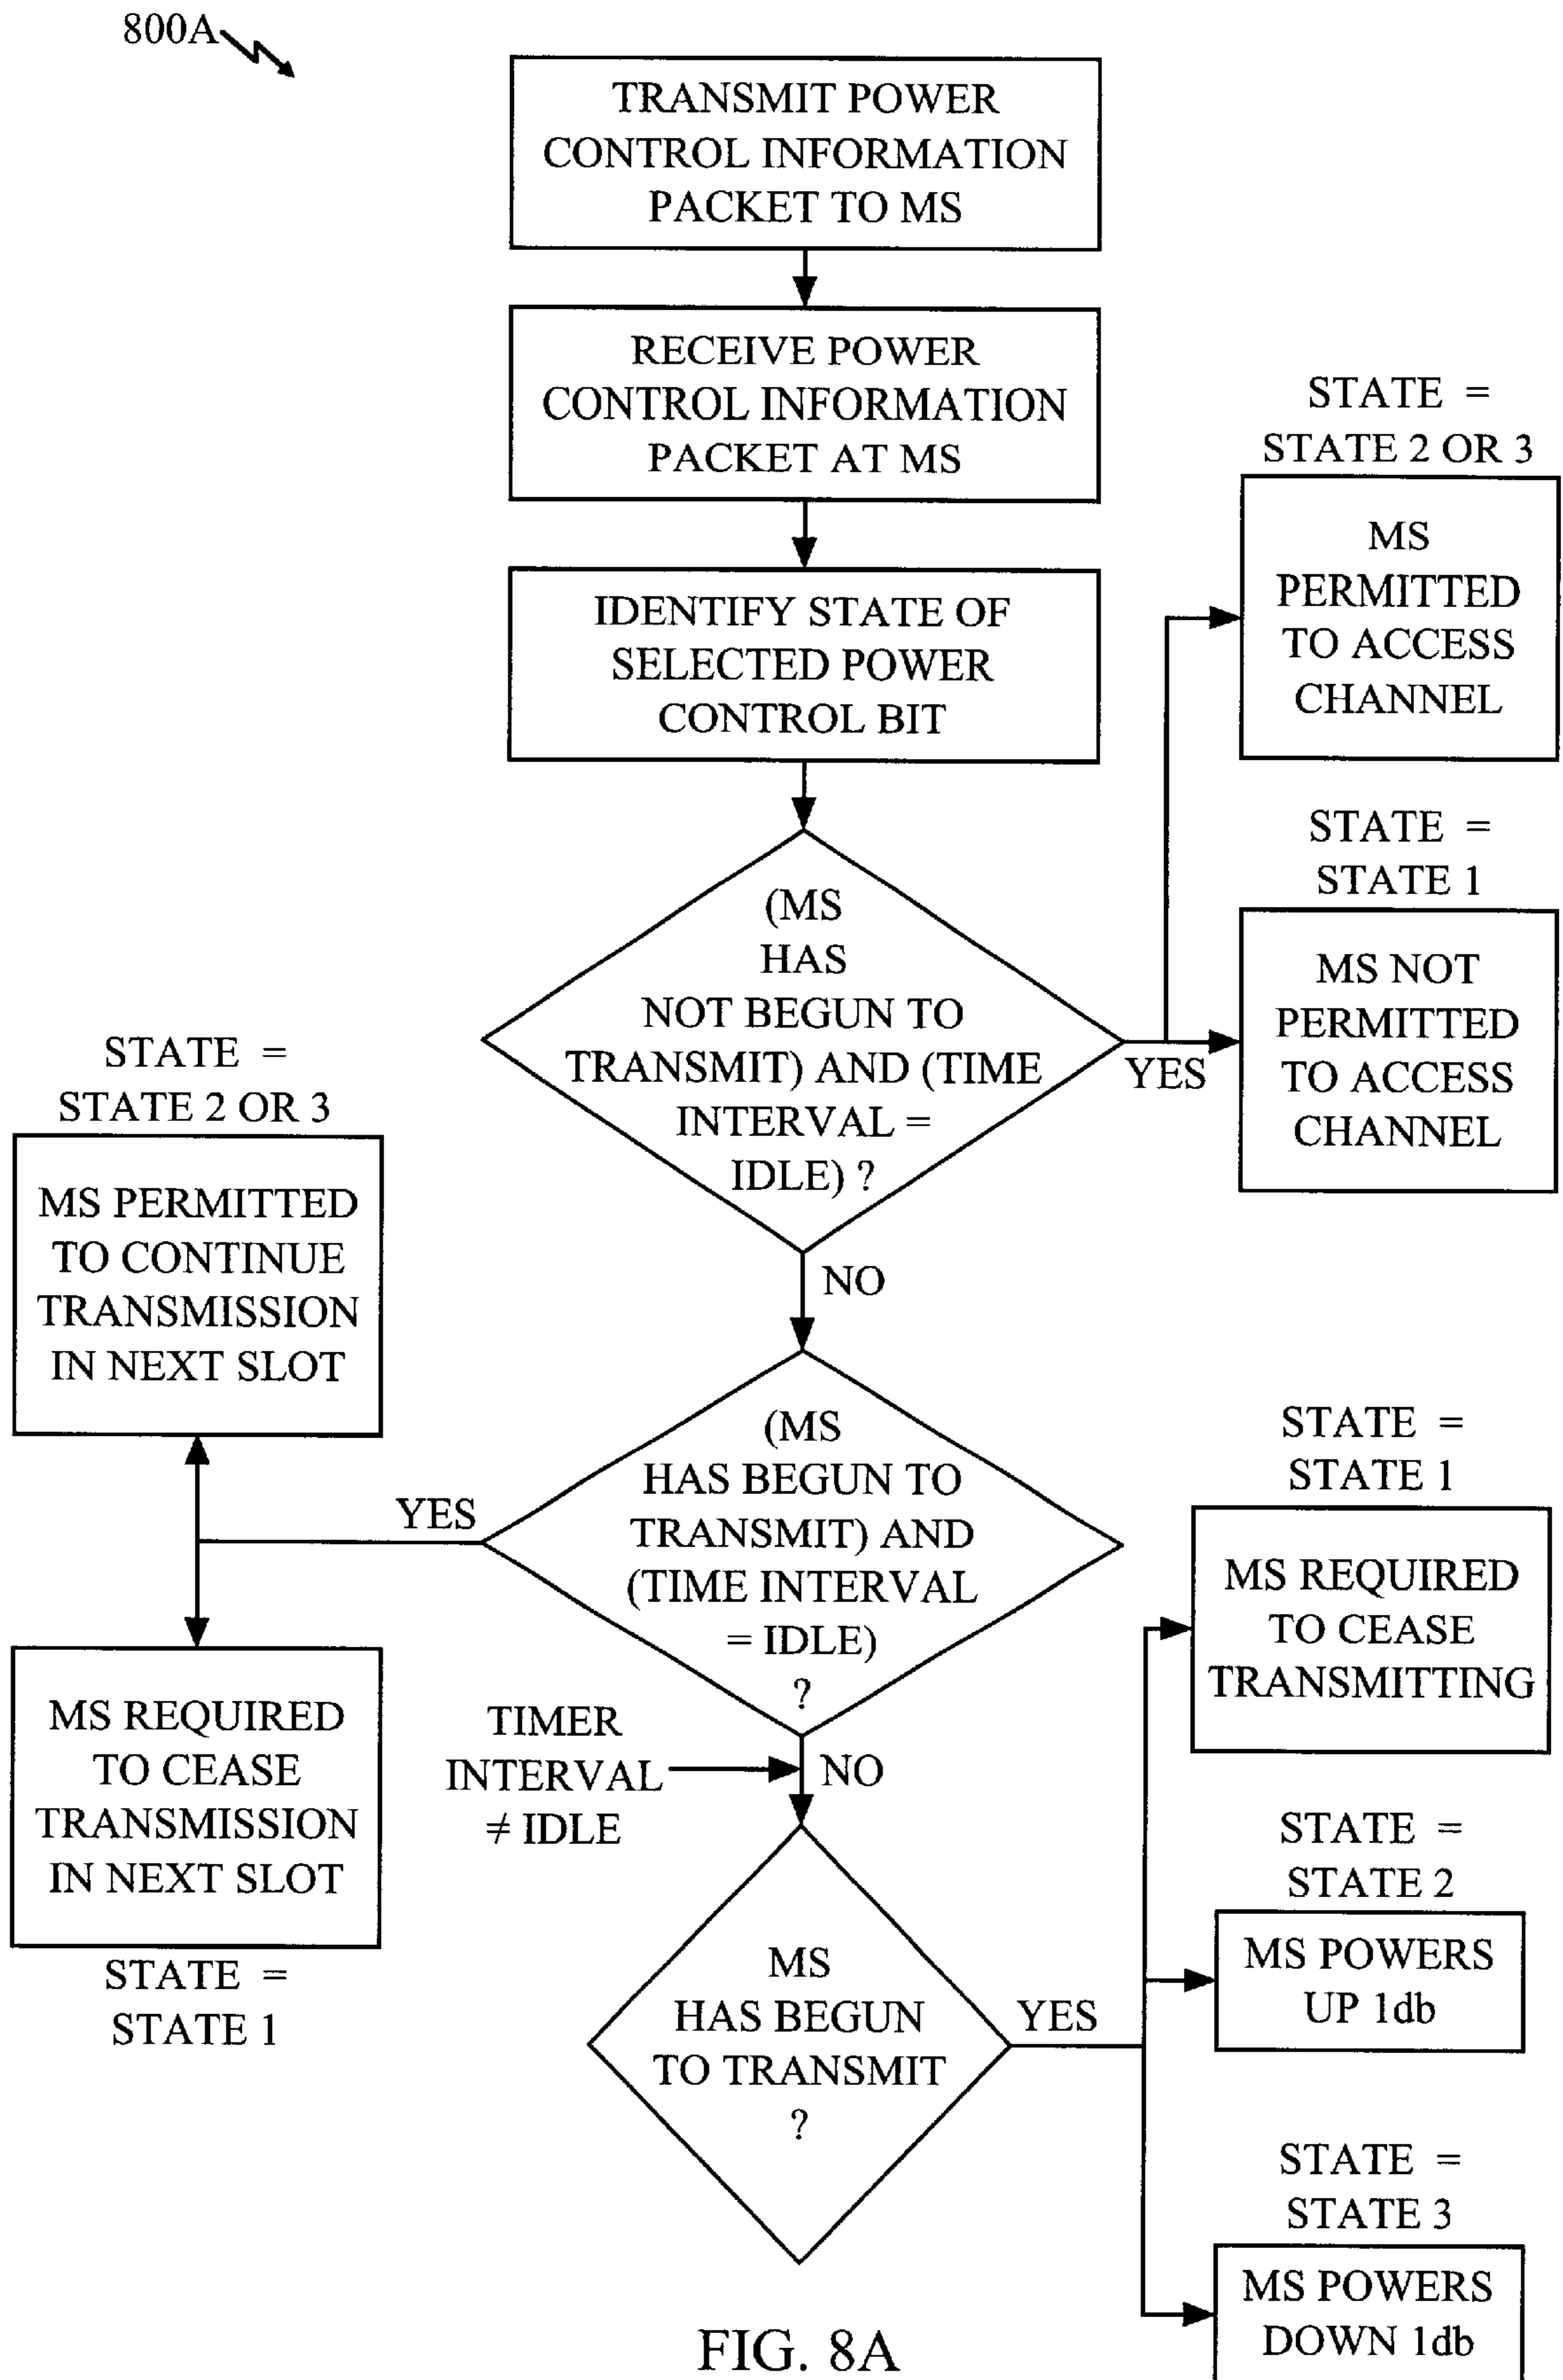 800A
TRANSMIT POWER
CONTROL INFORMATION
PACKET TO MS
RECEIVE POWER
CONTROL INFORMATION
PACKET AT MS
IDENTIFY STATE OF
SELECTED POWER
CONTROL BIT
STATE =
STATE 2 OR 3
MS
PERMITTED
TO ACCESS
CHANNEL
STATE =
STATE 1
MS NOT
PERMITTED
TO ACCESS
CHANNEL
(MS
HAS
NOT BEGUN TO
TRANSMIT) AND (TIME
INTERVAL =
IDLE) ?
YES
NO
STATE =
STATE 2 OR 3
MS PERMITTED
TO CONTINUE
TRANSMISSION
IN NEXT SLOT
(MS
HAS BEGUN TO
TRANSMIT) AND
(TIME INTERVAL
= IDLE)
?
YES
MS REQUIRED
TO CEASE
TRANSMISSION
IN NEXT SLOT
STATE =
STATE 1
TIMER
INTERVAL
≠ IDLE
NO
STATE =
STATE 1
MS REQUIRED
TO CEASE
TRANSMITTING
MS
HAS BEGUN
TO TRANSMIT
?
YES
STATE =
STATE 2
MS POWERS
UP 1db
STATE =
STATE 3
MS POWERS
DOWN 1db
FIG. 8A